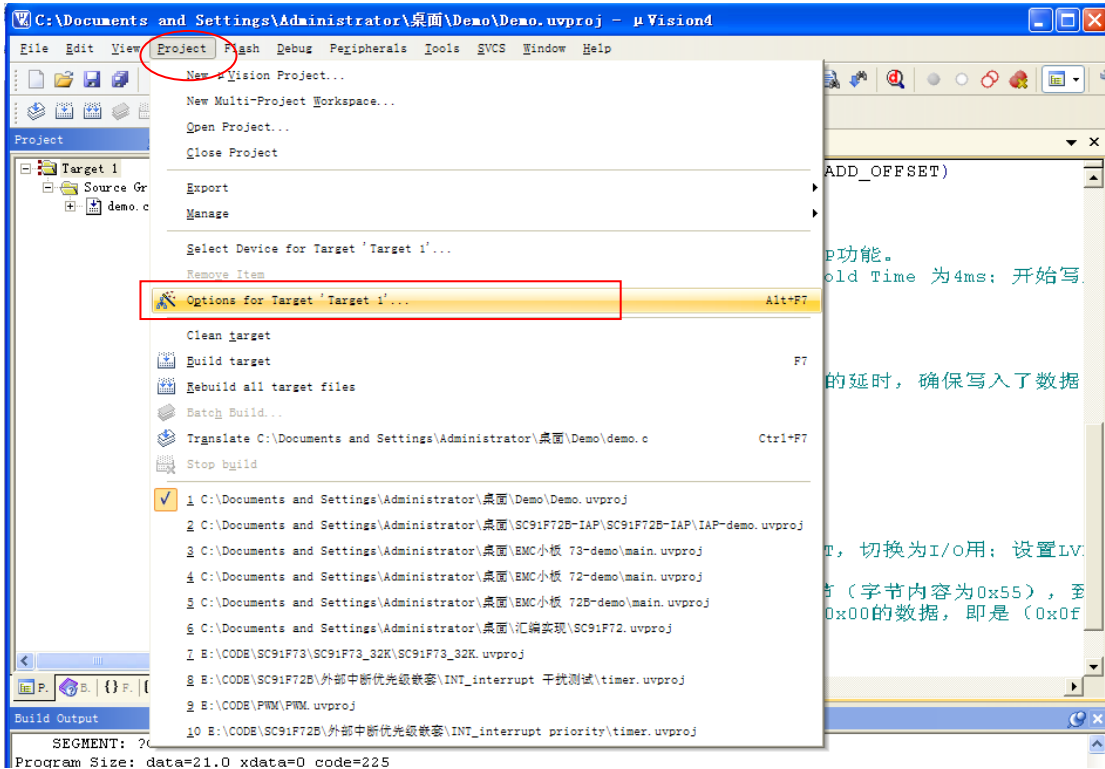 C:\Documents and Settings\Administrator\桌面\Demo\Demo.uvproj - µVision4
File Edit View Project Flash Debug Peripherals Tools SVCS Window Help
New µVision Project...
New Multi-Project Workspace...
Open Project...
Close Project
Project
Target 1
ADD_OFFSET)
Source Gr
Export
demo.c
Manage
Select Device for Target 'Target 1'...
P功能。
Remove Item
old Time 为4ms; 开始写
Options for Target 'Target 1'... Alt+F7
Clean target
Build target F7
Rebuild all target files
的延时, 确保写入了数据
Batch Build...
Translate C:\Documents and Settings\Administrator\桌面\Demo\demo.c Ctrl+F7
Stop build
1 C:\Documents and Settings\Administrator\桌面\Demo\Demo.uvproj
2 C:\Documents and Settings\Administrator\桌面\SC91F72B-IAP\SC91F72B-IAP\IAP-demo.uvproj
3 C:\Documents and Settings\Administrator\桌面\EMC小板 73-demo\main.uvproj
T, 切换为I/O用; 设置LV
4 C:\Documents and Settings\Administrator\桌面\EMC小板 72-demo\main.uvproj
节 (字节内容为0x55), 到
5 C:\Documents and Settings\Administrator\桌面\EMC小板 72B-demo\main.uvproj
0x00的数据, 即是 (0x0f
6 C:\Documents and Settings\Administrator\桌面\汇编实现\SC91F72.uvproj
7 E:\CODE\SC91F73\SC91F73_32K\SC91F73_32K.uvproj
8 E:\CODE\SC91F72B\外部中断优先级嵌套\INT_interrupt 干扰测试\timer.uvproj
P. B. {} F.
9 E:\CODE\PWM\PWM.uvproj
Build Output
10 E:\CODE\SC91F72B\外部中断优先级嵌套\INT_interrupt priority\timer.uvproj
SEGMENT: ?
Program Size: data=21.0 xdata=0 code=225